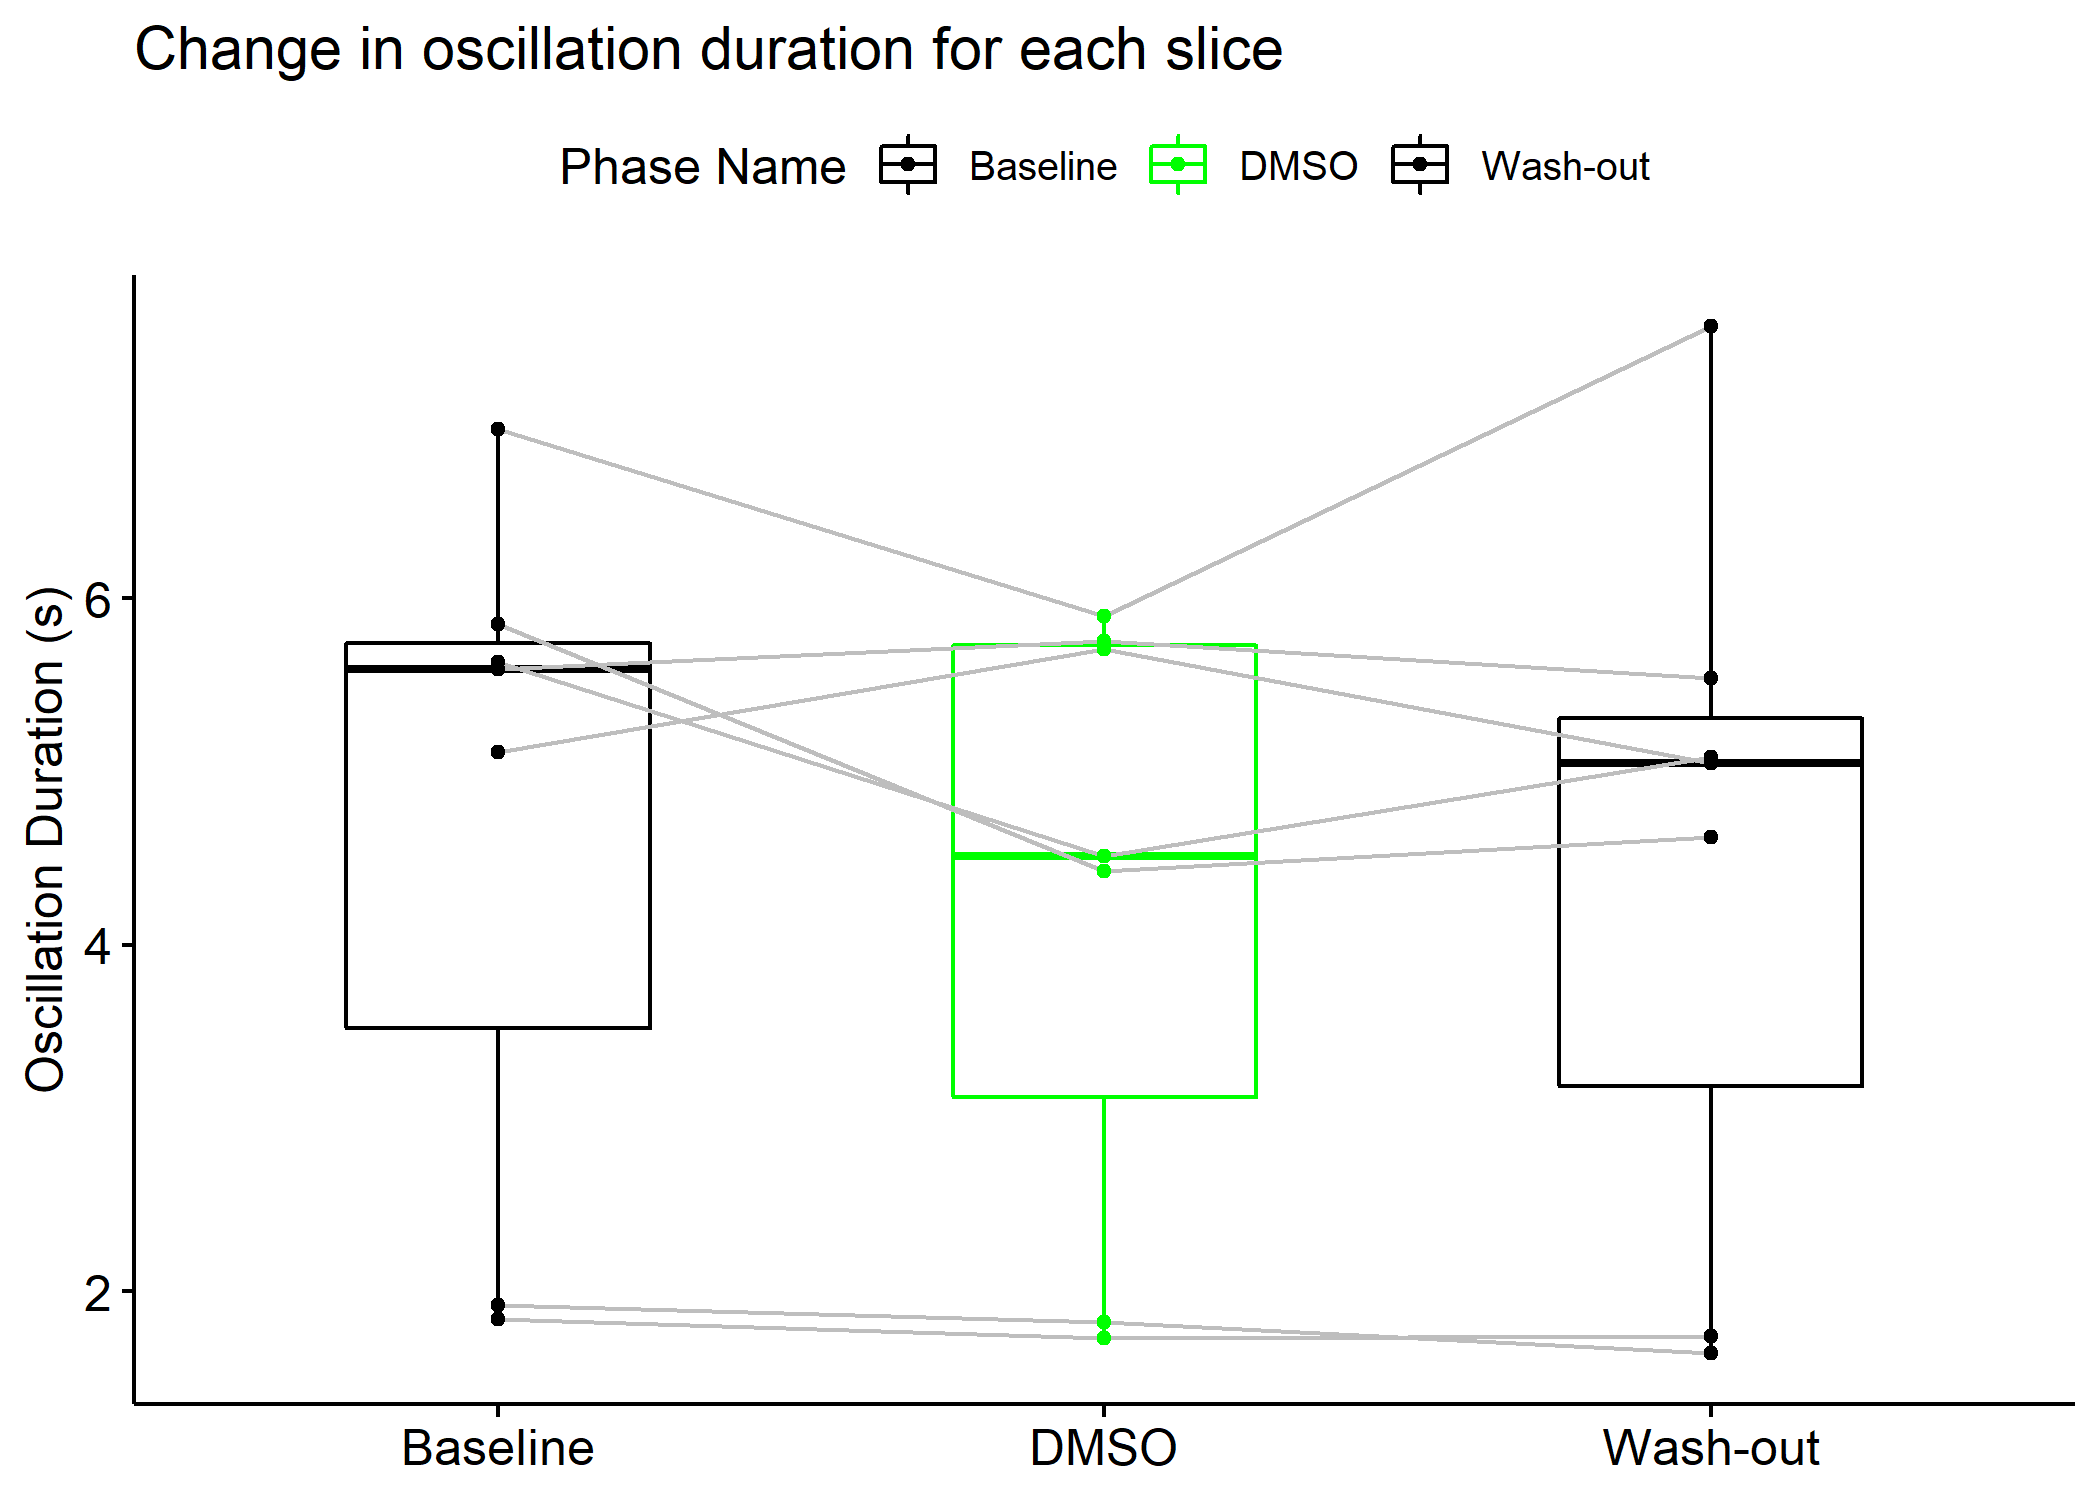 Change in oscillation duration for each slice
Phase Name Baseline DMSO Wash-out
Oscillation Duration (s)
6
4
2
Baseline DMSO Wash-out